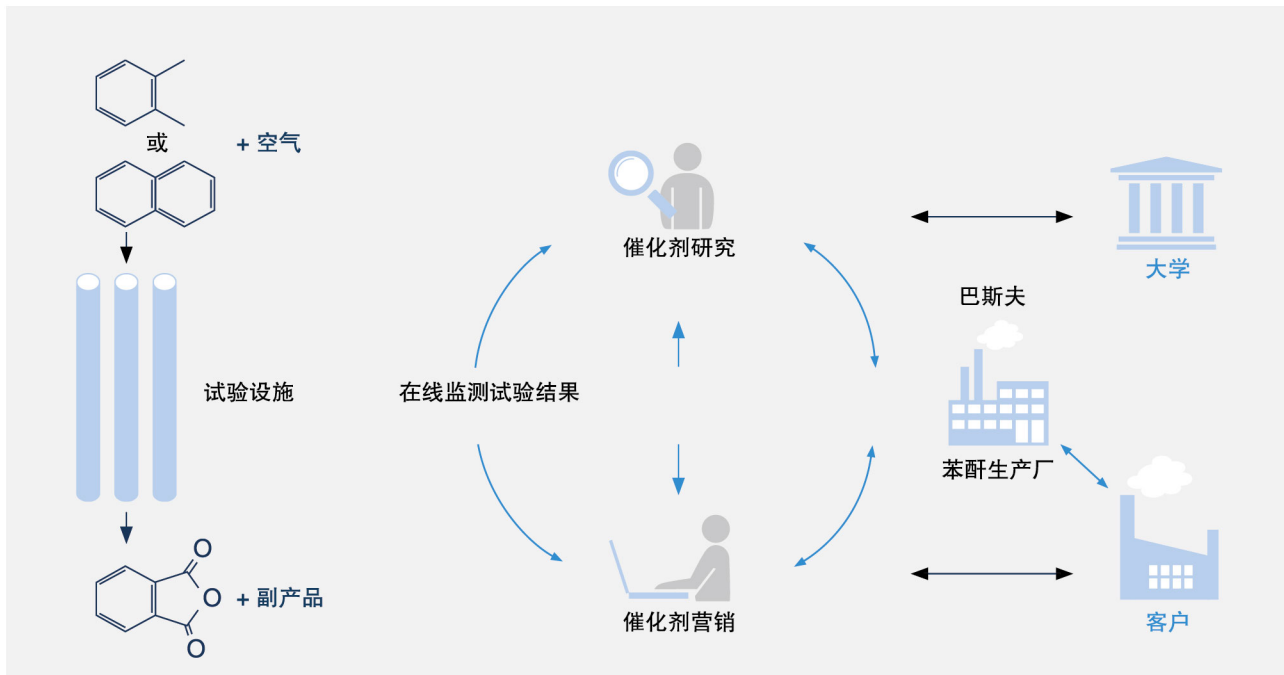 或
+ 空气
试验设施
O
O
O
+ 副产品
在线监测试验结果
催化剂研究
催化剂营销
巴斯夫
苯酐生产厂
大学
客户